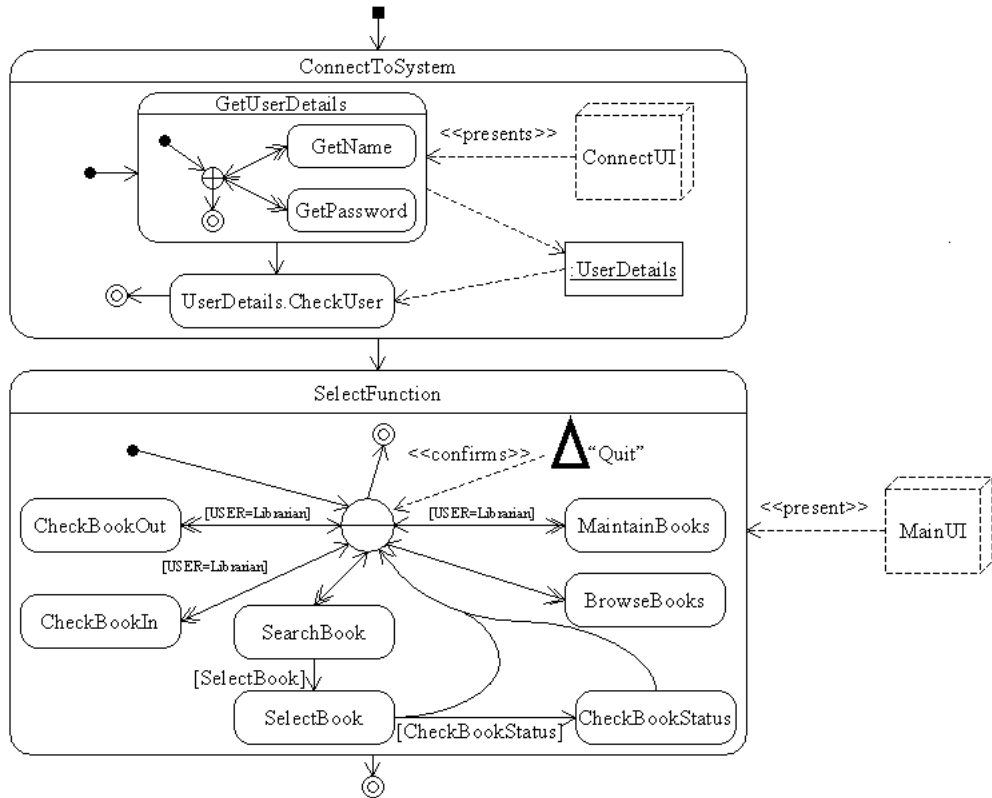 ConnectToSystem
GetUserDetails
GetName
<<presents>>
ConnectUI
GetPassword
:UserDetails
UserDetails.CheckUser
SelectFunction
<<confirms>>
“Quit”
CheckBookOut
[USER=Librarian]
[USER=Librarian]
MaintainBooks
<<present>>
MainUI
[USER=Librarian]
CheckBookIn
BrowseBooks
SearchBook
[SelectBook]
SelectBook
[CheckBookStatus]
CheckBookStatus